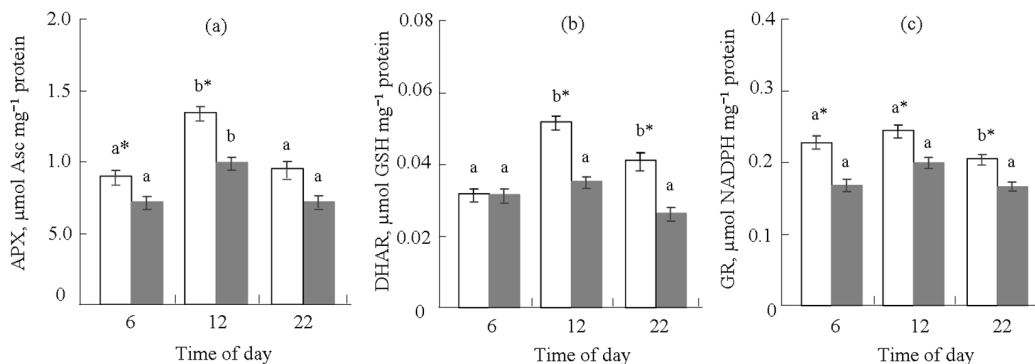 (a)
APX, µmol Asc mg⁻¹ protein
2.0
1.5
1.0
5.0
0
a*
a
b*
b
a
a
6 12 22
Time of day
(b)
DHAR, µmol GSH mg⁻¹ protein
0.08
0.06
0.04
0.02
0
a
a
b*
a
b*
a
6 12 22
Time of day
(c)
GR, µmol NADPH mg⁻¹ protein
0.4
0.3
0.2
0.1
0
a*
a
a*
a
b*
a
6 12 22
Time of day